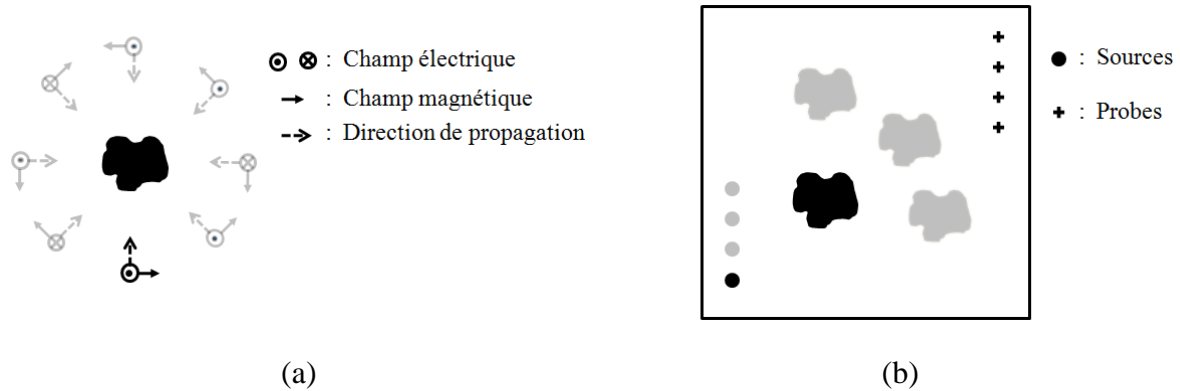 : Champ électrique
: Champ magnétique
: Direction de propagation
: Sources
: Probes
(a)
(b)